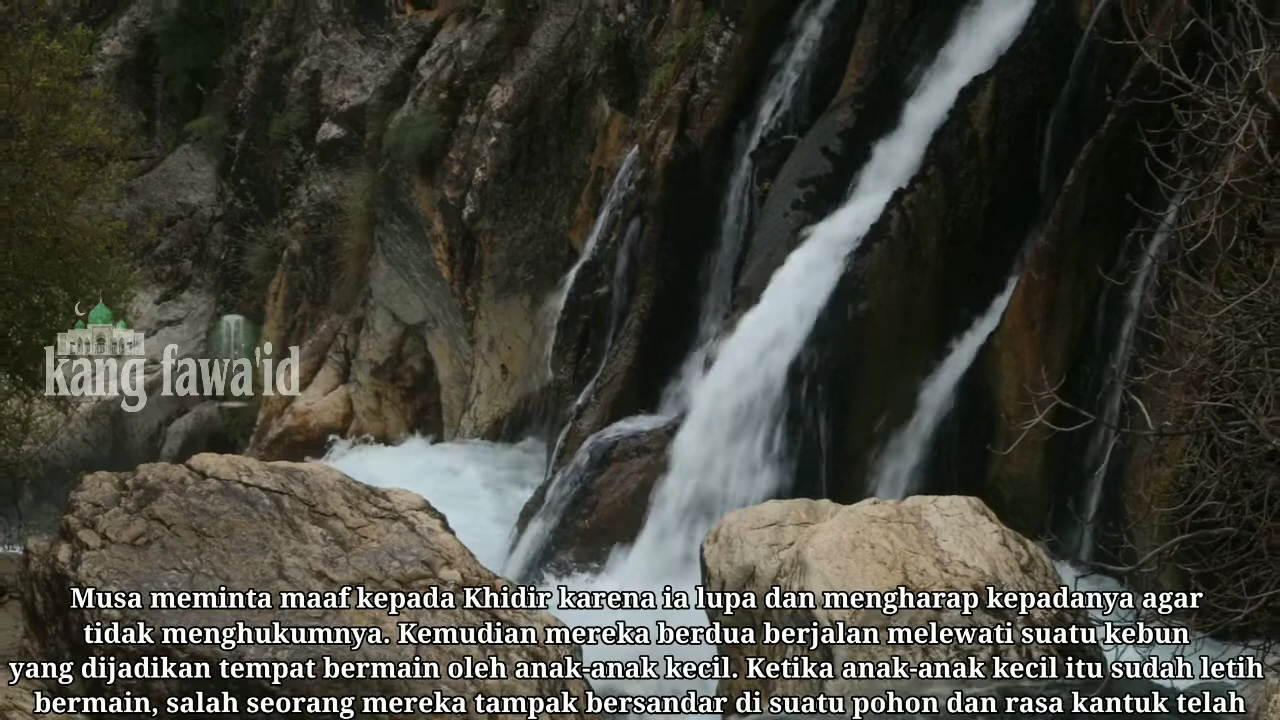 kang fawa'id
Musa meminta maaf kepada Khidir karena ia lupa dan mengharap kepadanya agar
tidak menghukumnya. Kemudian mereka berdua berjalan melewati suatu kebun
yang dijadikan tempat bermain oleh anak-anak kecil. Ketika anak-anak kecil itu sudah letih
bermain, salah seorang mereka tampak bersandar di suatu pohon dan rasa kantuk telah